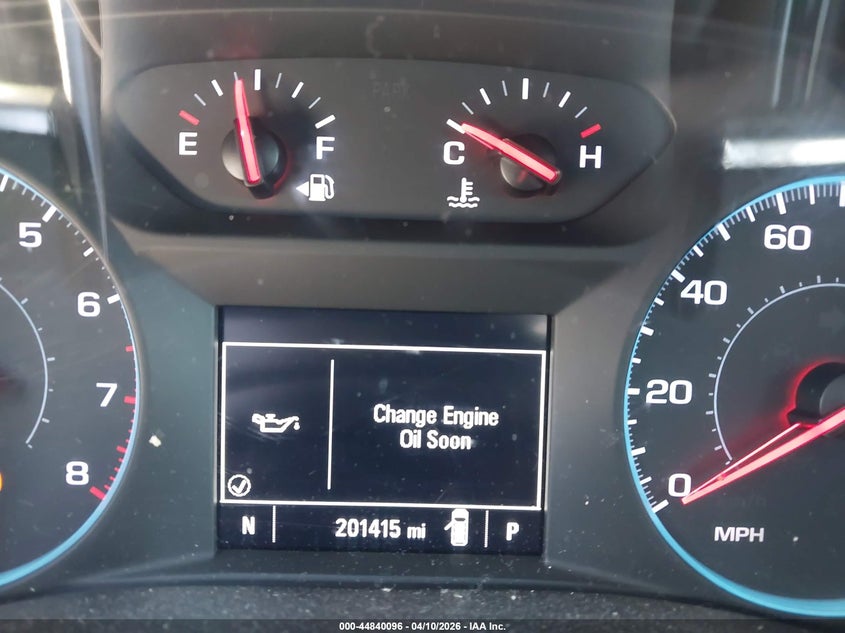 PARK
E F C H
5
6
7
8
60
40
20
0
MPH
Change Engine
Oil Soon
N 201415 mi P
000-44840096 - 04/10/2026 - IAA Inc.